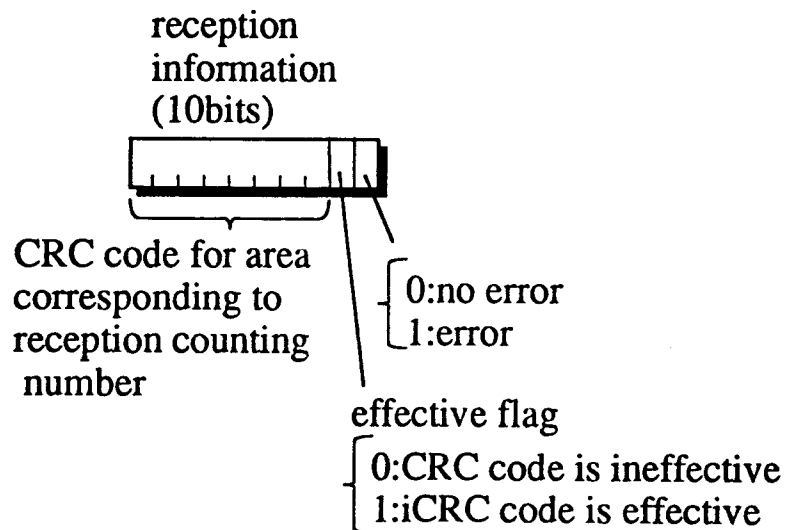 reception
information
(10bits)
CRC code for area
corresponding to
reception counting
number
0:no error
1:error
effective flag
0:CRC code is ineffective
1:iCRC code is effective